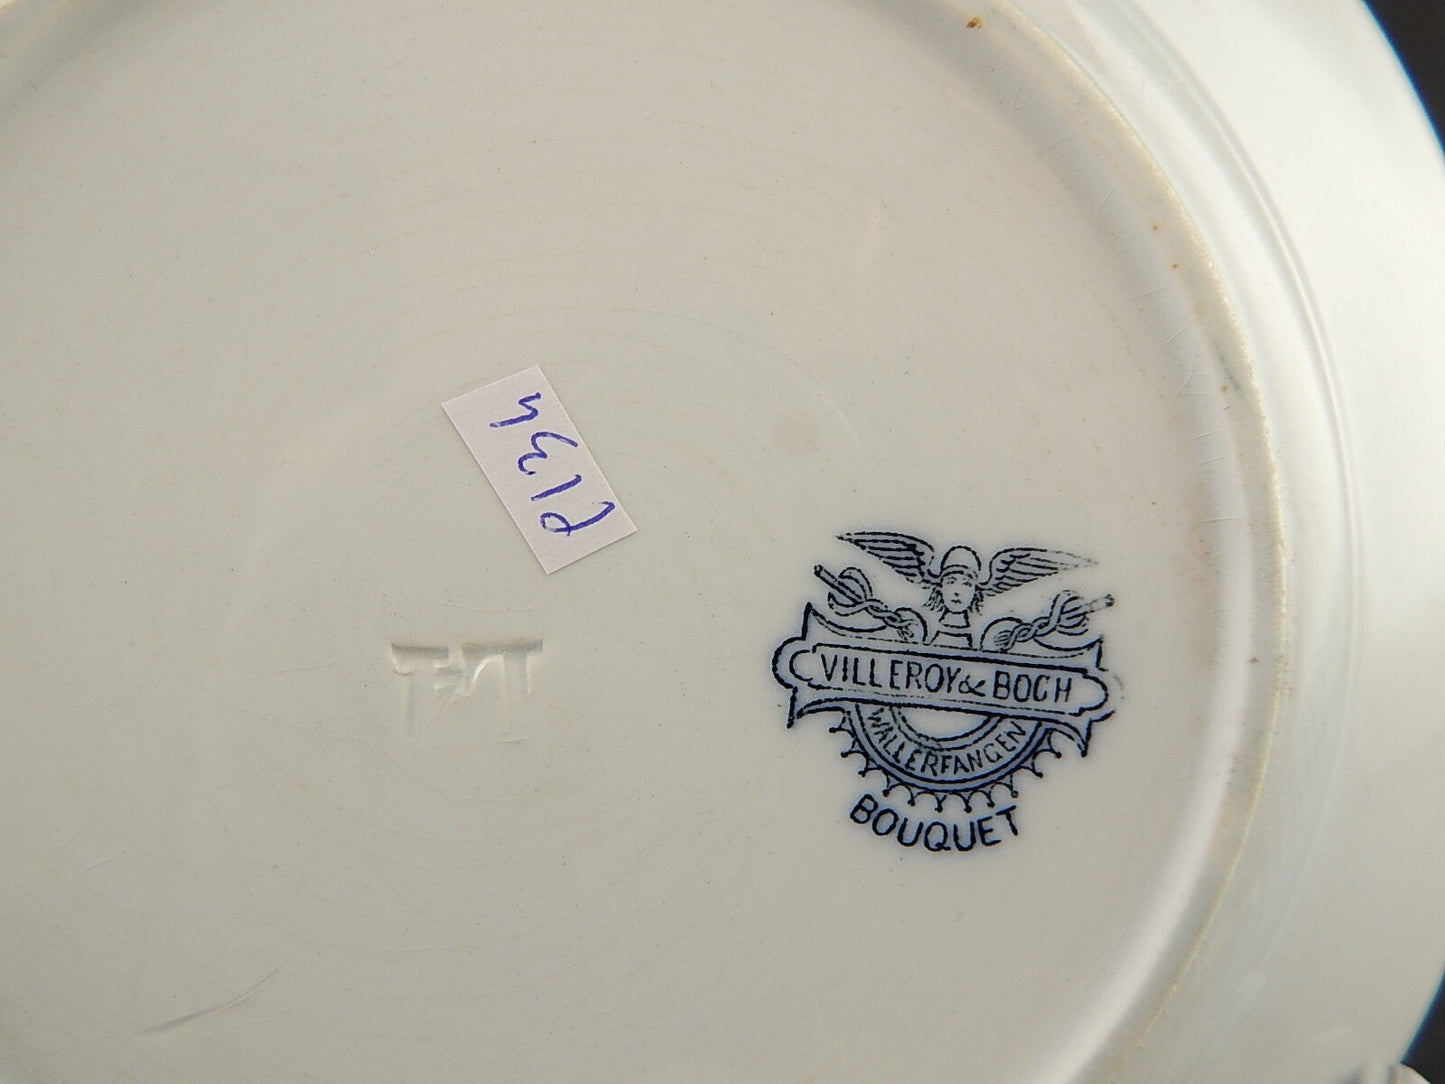 P134
VILLEROY & BOCH
WALLERFANGEN
BOUQUET